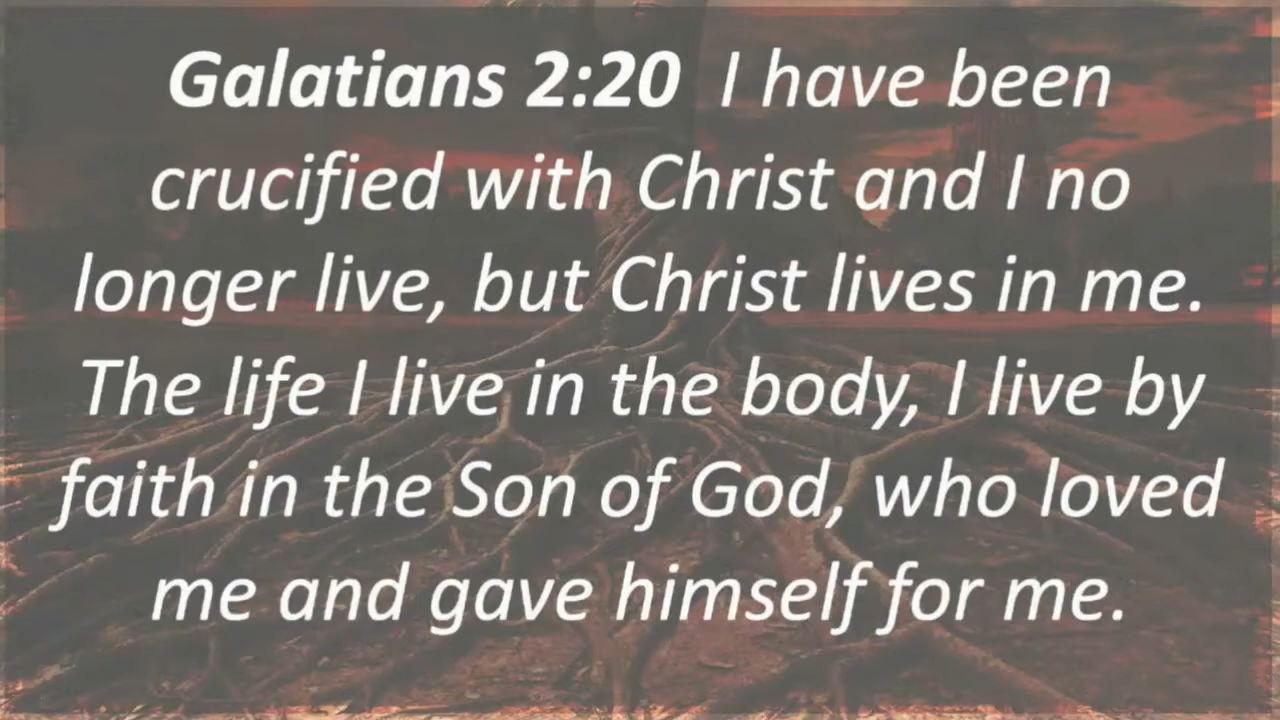 Galatians 2:20 I have been
crucified with Christ and I no
longer live, but Christ lives in me.
The life I live in the body, I live by
faith in the Son of God, who loved
me and gave himself for me.